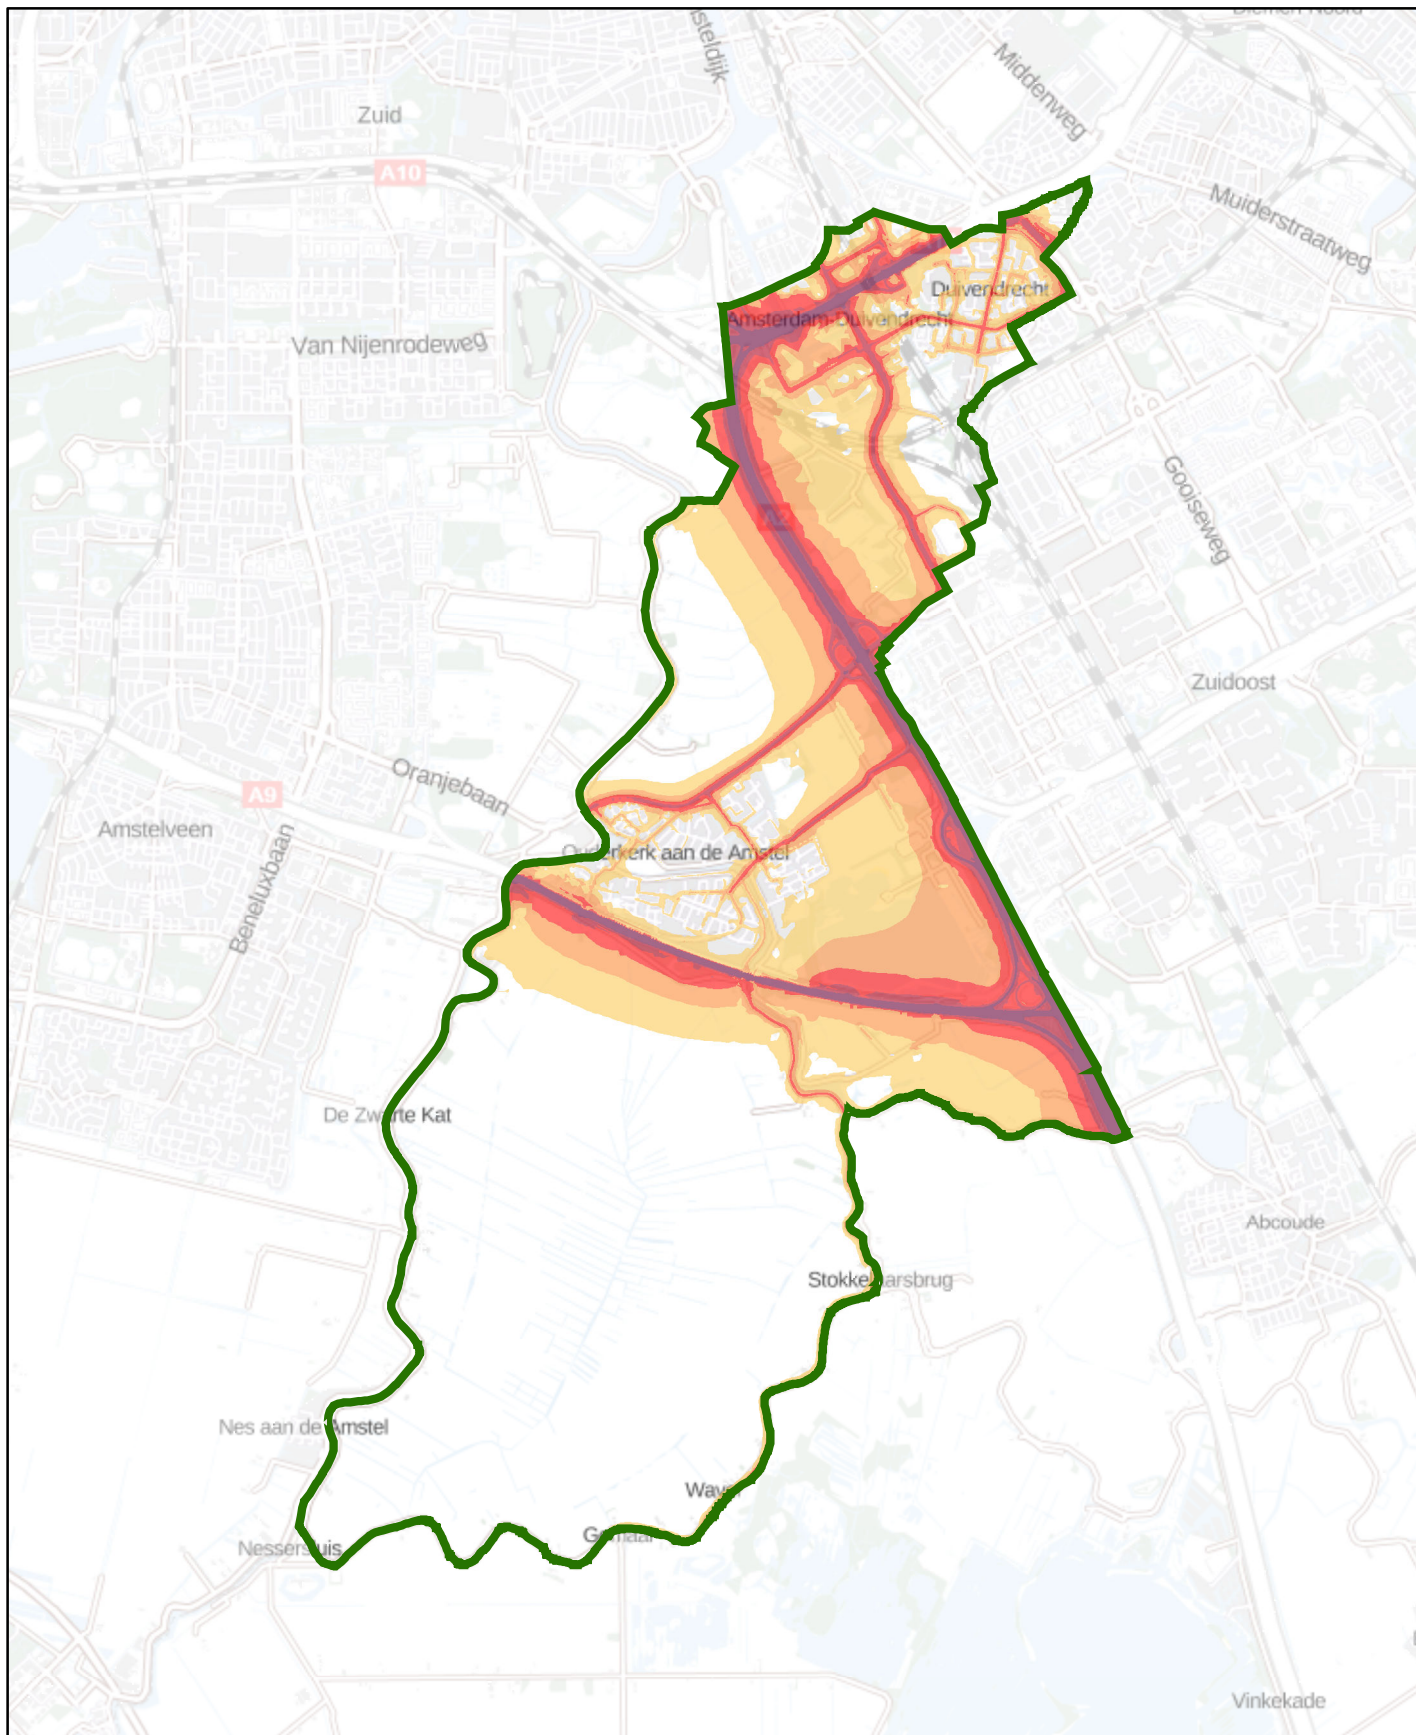 Zuid
Middenweg
A10
Muiderstraatweg
Duivendrecht
Amsterdam-Duivendrecht
Van Nijenrodeweg
Gooiseweg
A2
Zuidoost
Oranjebaan
A9
Amstelveen
Ouderkerk aan de Amstel
Beneluxbaan
De Zwarte Kat
Abcoude
Nes aan de Amstel
Nessersluis
Vinkekade